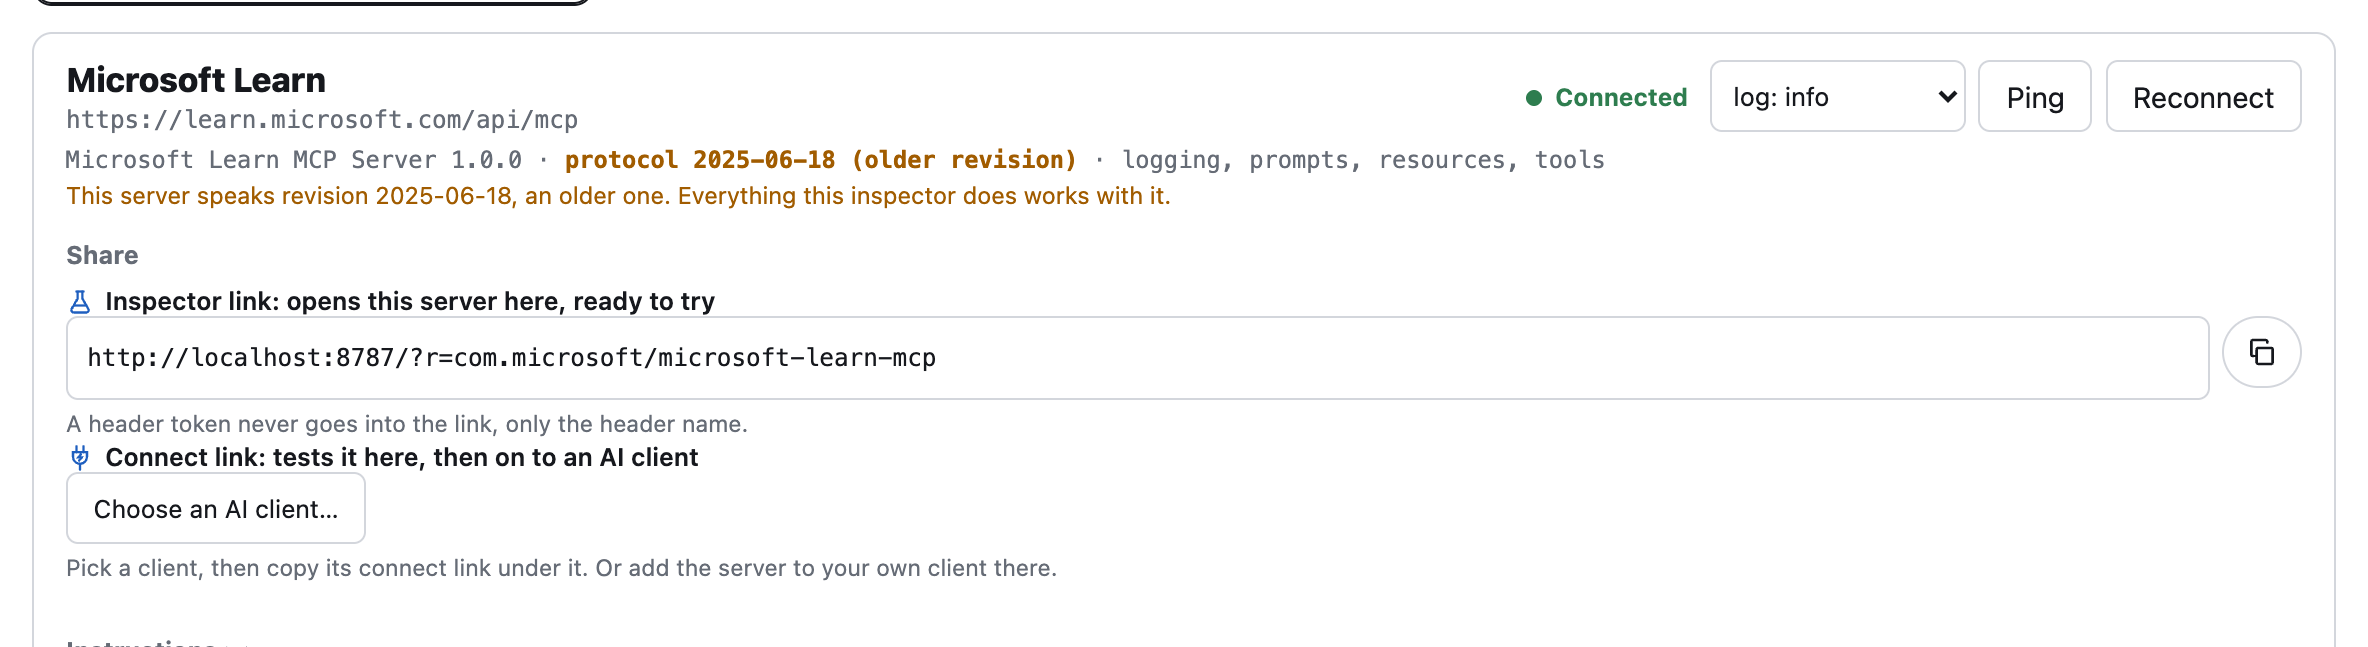 Microsoft Learn
https://learn.microsoft.com/api/mcp
Microsoft Learn MCP Server 1.0.0 · protocol 2025-06-18 (older revision) · logging, prompts, resources, tools
This server speaks revision 2025-06-18, an older one. Everything this inspector does works with it.
Connected
log: info
Ping
Reconnect
Share
Inspector link: opens this server here, ready to try
http://localhost:8787/?r=com.microsoft/microsoft-learn-mcp
A header token never goes into the link, only the header name.
Connect link: tests it here, then on to an AI client
Choose an AI client...
Pick a client, then copy its connect link under it. Or add the server to your own client there.